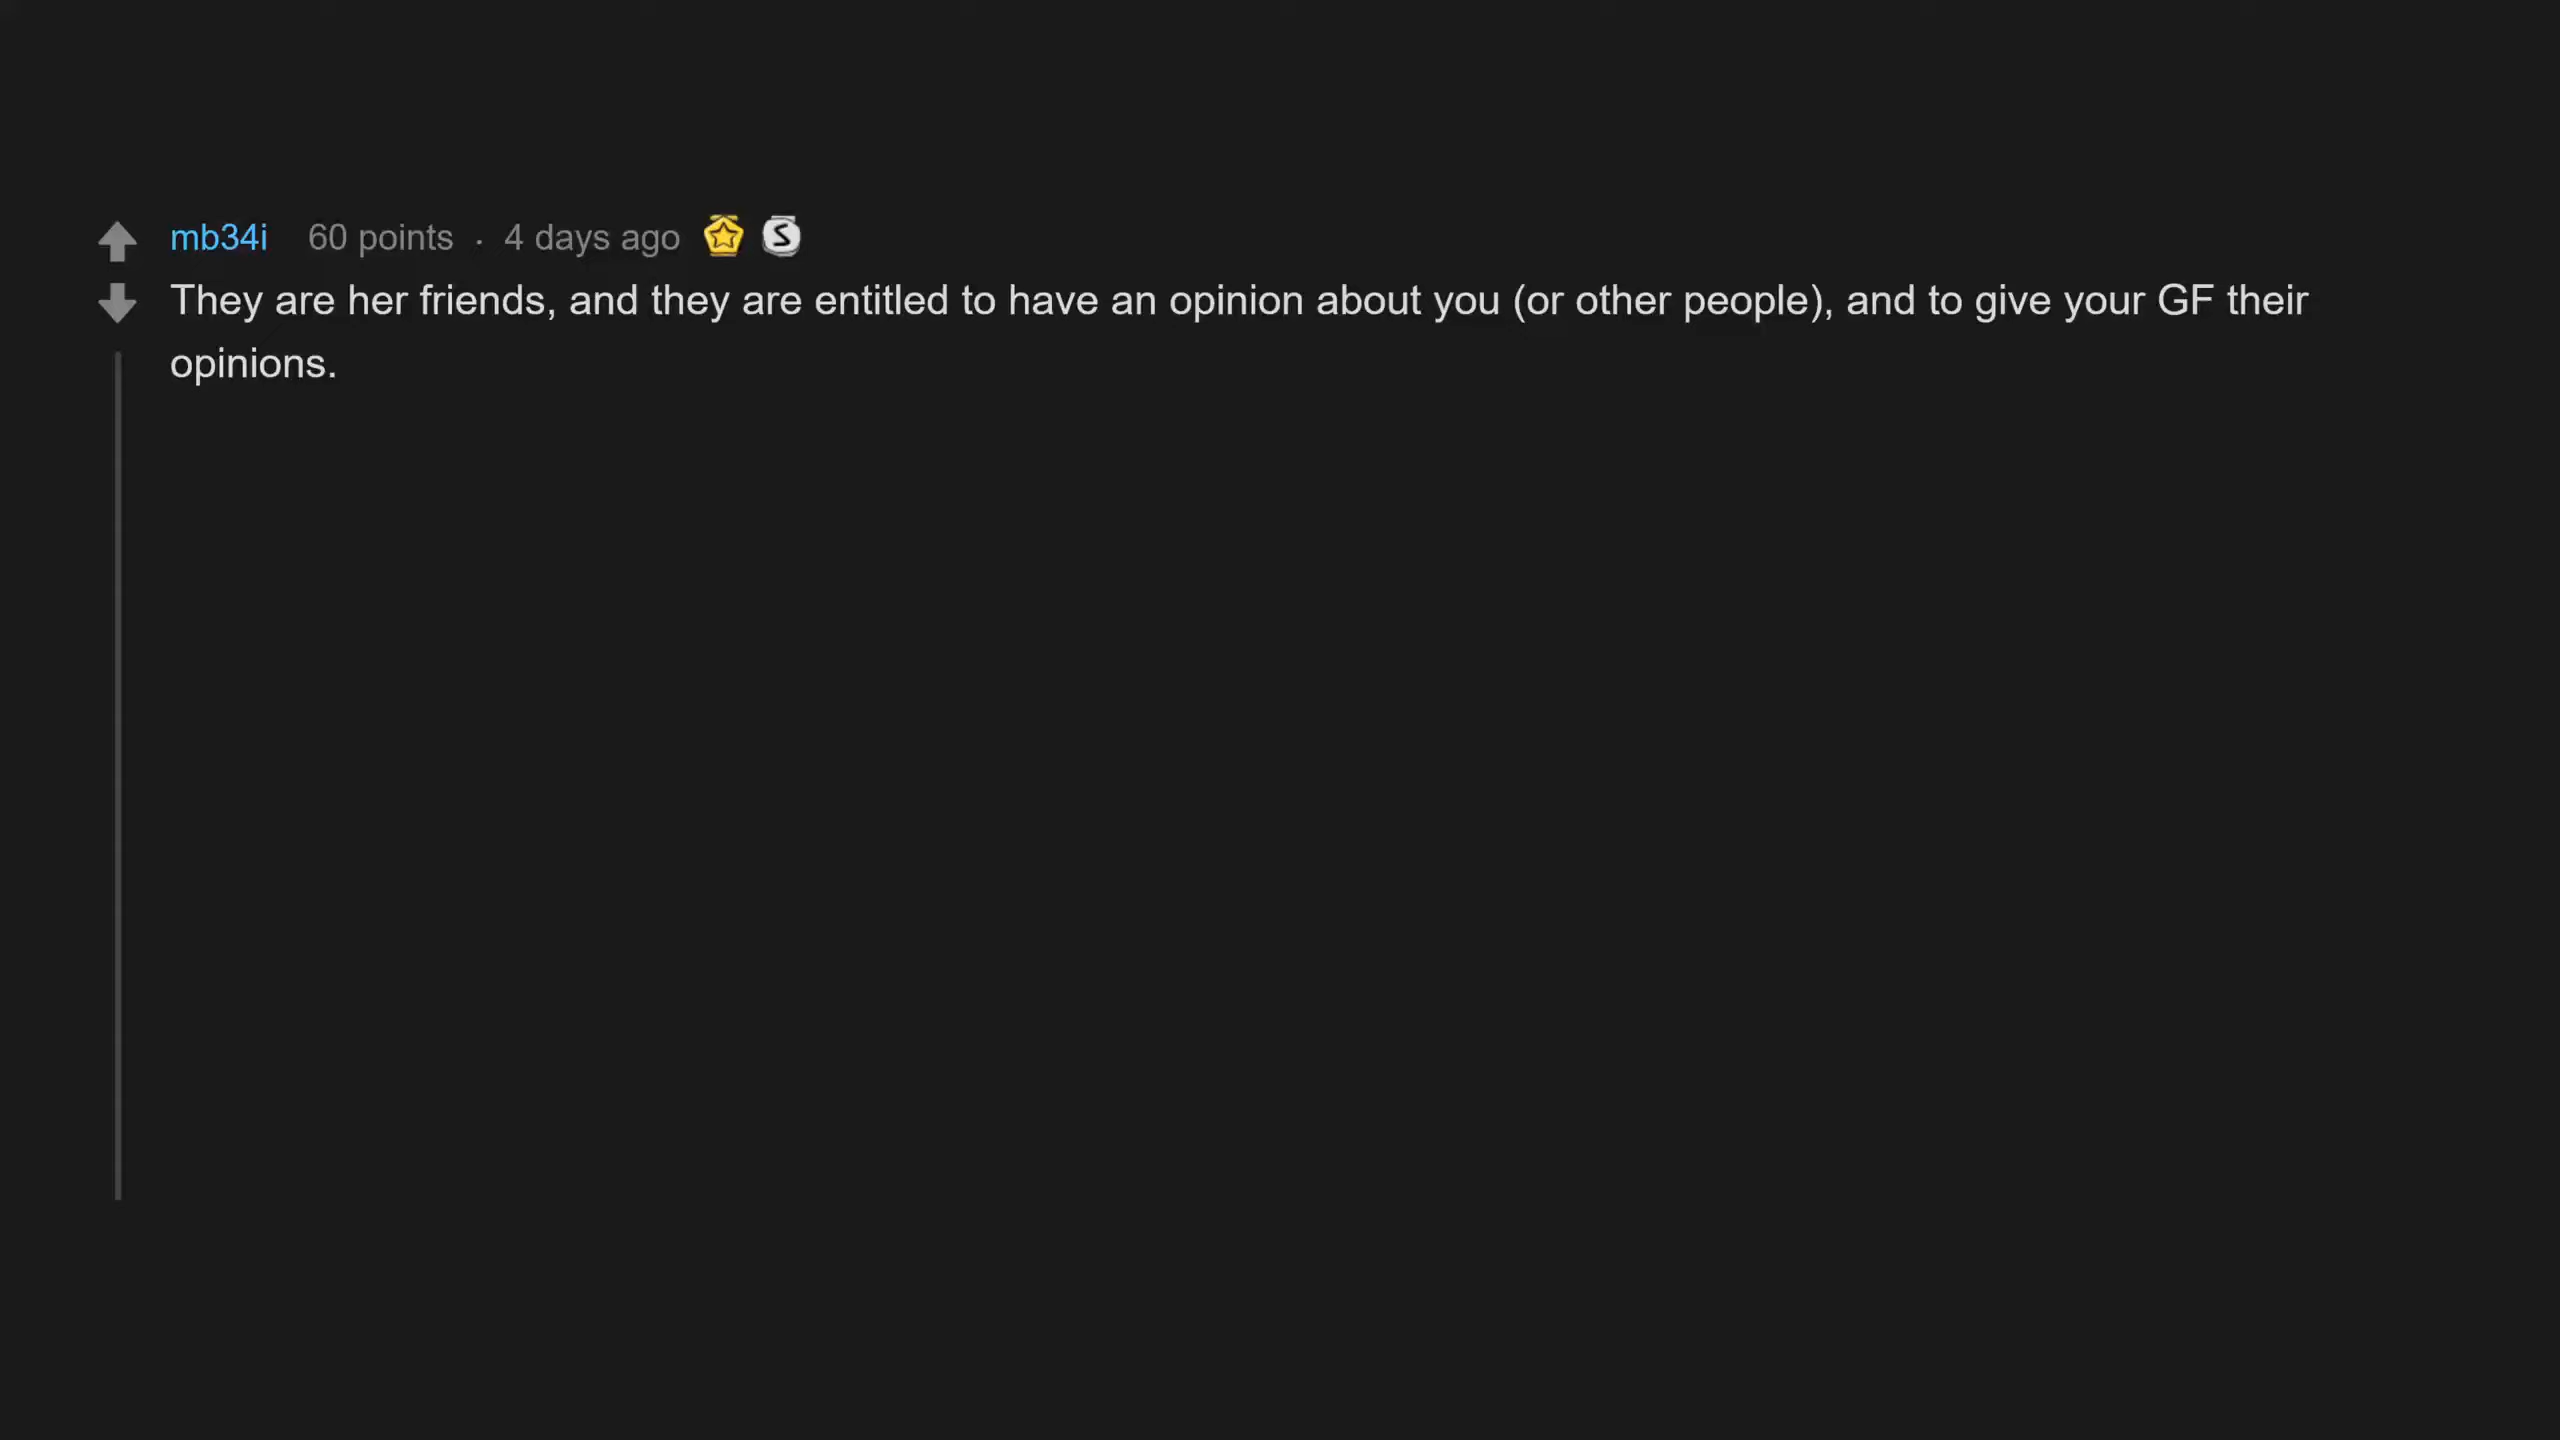 mb34i 60 points · 4 days ago S
They are her friends, and they are entitled to have an opinion about you (or other people), and to give your GF their
opinions.